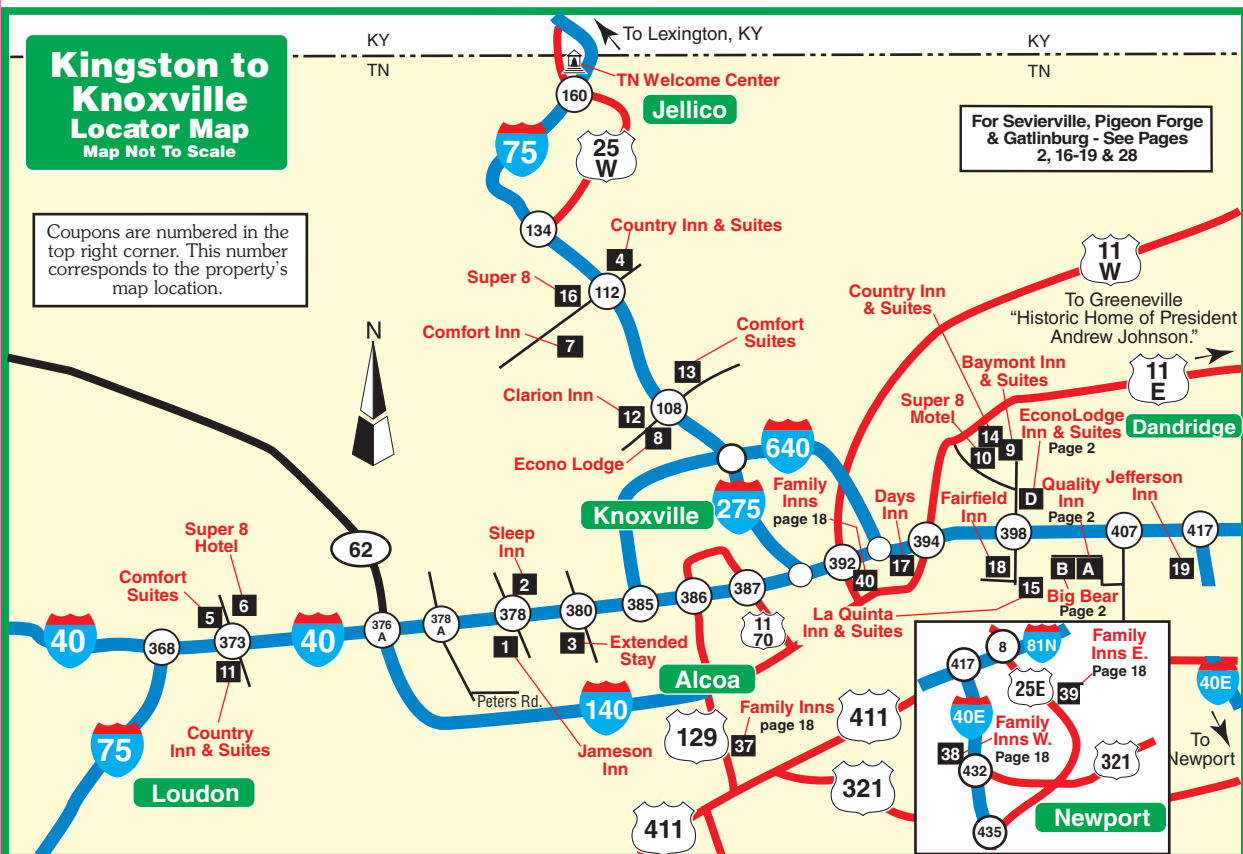 Kingston to
Knoxville
Locator Map
Map Not To Scale
KY
TN
To Lexington, KY
KY
TN
TN Welcome Center
160
Jellico
For Sevierville, Pigeon Forge
& Gatlinburg - See Pages
2, 16-19 & 28
75
25
W
Coupons are numbered in the
top right corner. This number
corresponds to the property's
map location.
134
Country Inn & Suites
4
Super 8
16
112
Comfort Inn
7
N
11
W
To Greeneville
“Historic Home of President
Andrew Johnson.”
11
E
Country Inn
& Suites
Comfort
Suites
13
Baymont Inn
& Suites
Clarion Inn
12
108
8
Econo Lodge
Super 8
Motel
14
10
9
EconoLodge
Inn & Suites
Page 2
Dandridge
640
275
Knoxville
Family
Inns
page 18
Days
Inn
Fairfield
Inn
D
Quality
Inn
Page 2
Jefferson
Inn
62
392
40
17
394
398
407
417
18
B
A
19
15
Big Bear
Page 2
La Quinta
Inn & Suites
Super 8
Hotel
Comfort
Suites
5
6
Sleep
Inn
2
40
368
373
40
376
A
378
A
378
380
385
386
387
11
70
11
1
3
Extended
Stay
Country
Inn & Suites
Peters Rd.
140
Jameson
Inn
Alcoa
75
Loudon
129
Family Inns
page 18
37
411
321
411
8
81N
417
25E
Family
Inns E.
Page 18
39
40E
Family
Inns W.
Page 18
38
432
321
435
Newport
40E
To
Newport